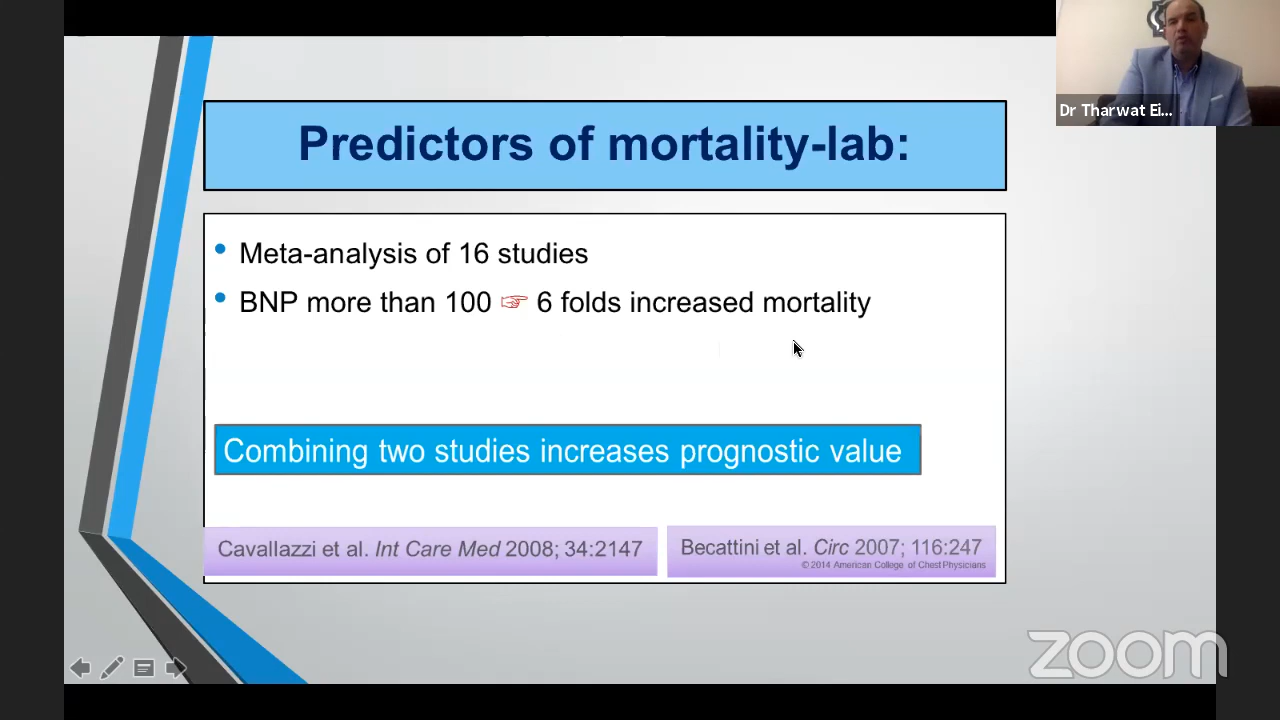 Dr Tharwat Ei...
Predictors of mortality-lab:
• Meta-analysis of 16 studies
• BNP more than 100 ☞ 6 folds increased mortality
Combining two studies increases prognostic value
Cavallazzi et al. Int Care Med 2008; 34:2147
Becattini et al. Circ 2007; 116:247
© 2014 American College of Chest Physicians
zoom